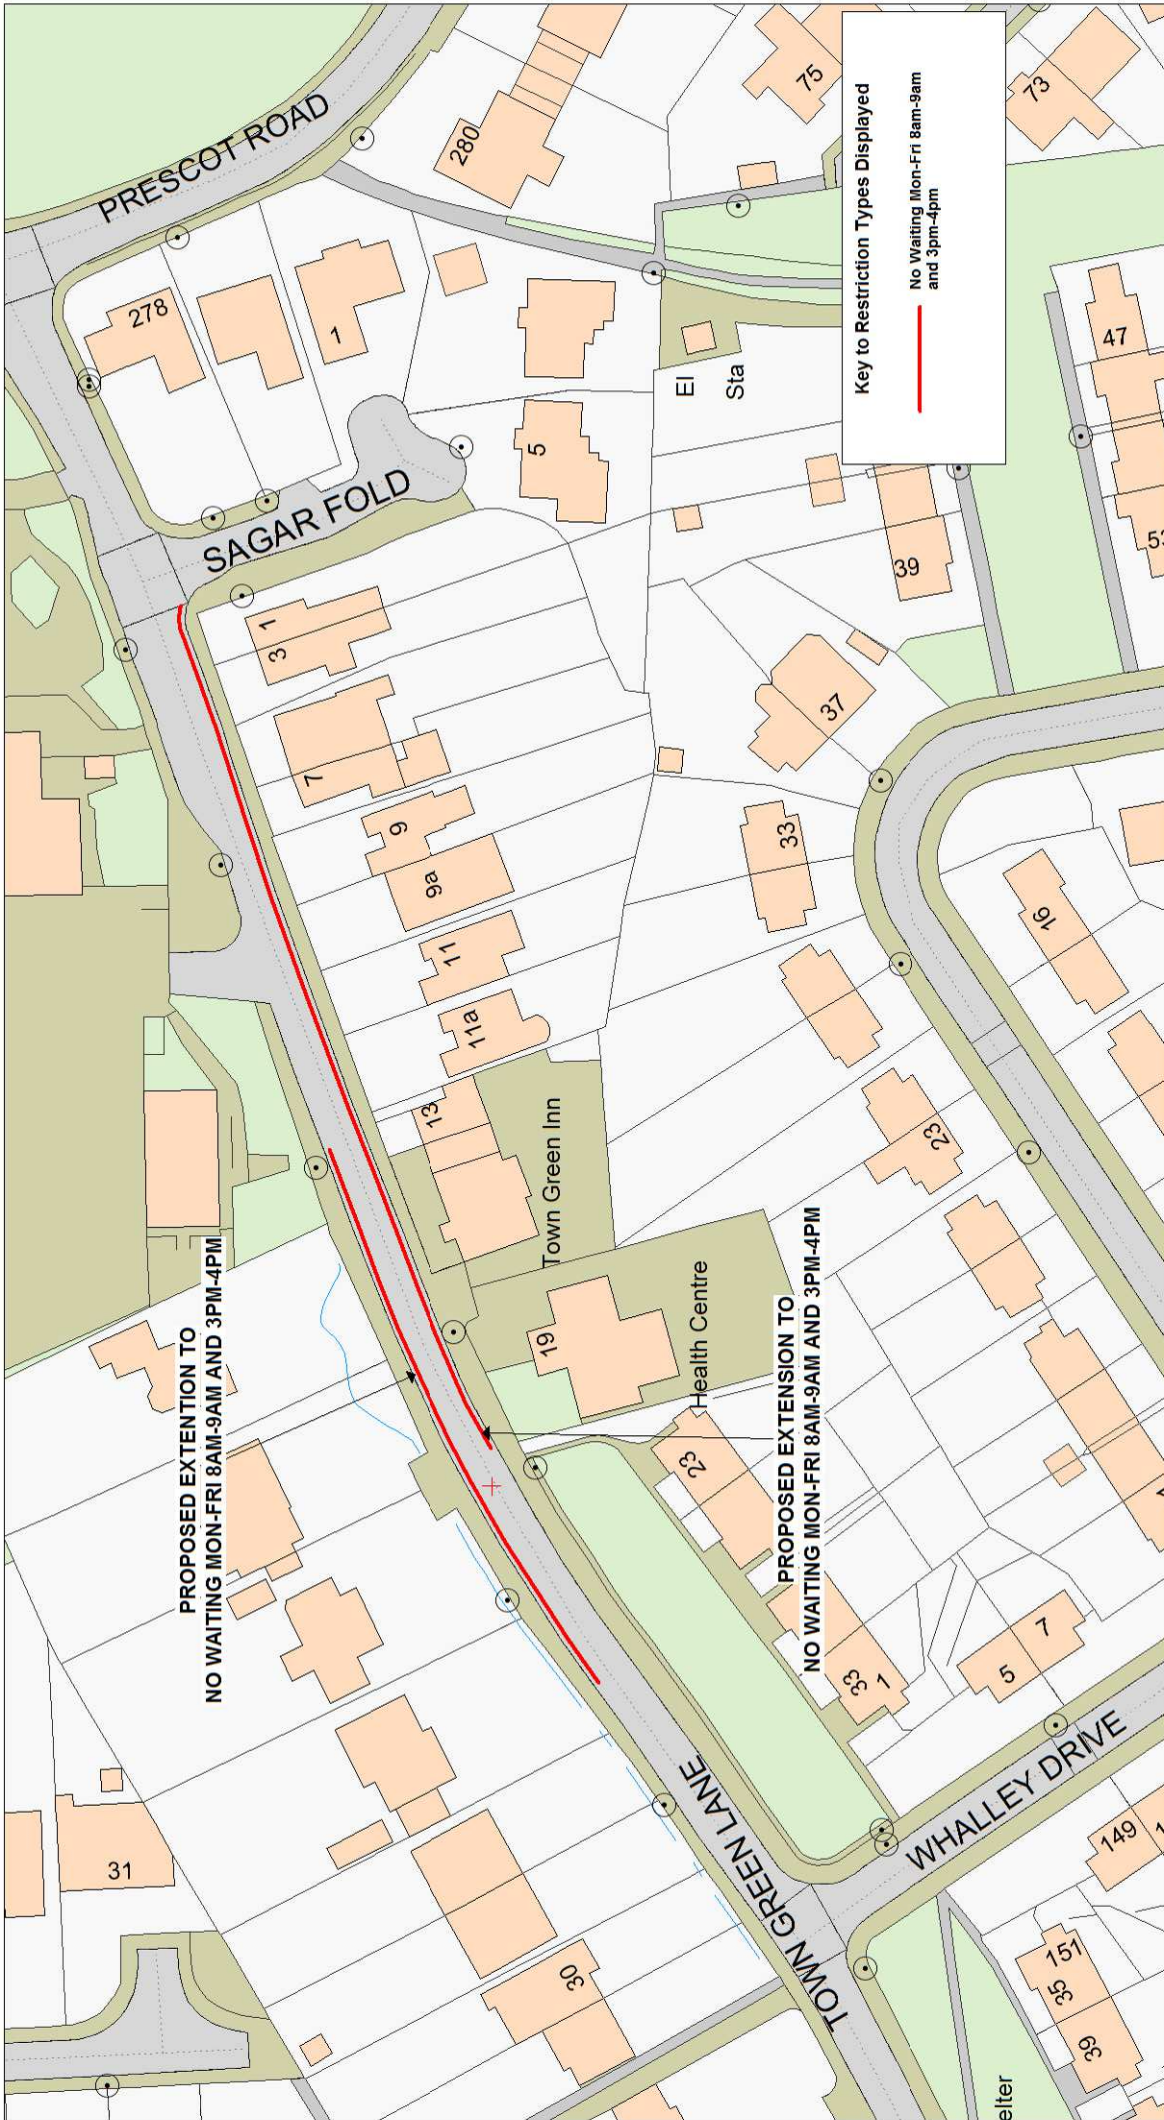 PRESCOT ROAD
280
75
73
278
1
Key to Restriction Types Displayed
No Waiting Mon-Fri 8am-9am
and 3pm-4pm
SAGAR FOLD
5
El
Sta
47
39
53
1
3
7
9
9a
11
11a
13
Town Green Inn
37
33
16
23
19
Health Centre
PROPOSED EXTENTION TO
NO WAITING MON-FRI 8AM-9AM AND 3PM-4PM
PROPOSED EXTENSION TO
NO WAITING MON-FRI 8AM-9AM AND 3PM-4PM
23
33
1
5
7
31
30
TOWN GREEN LANE
WHALLEY DRIVE
149
151
35
39
elter